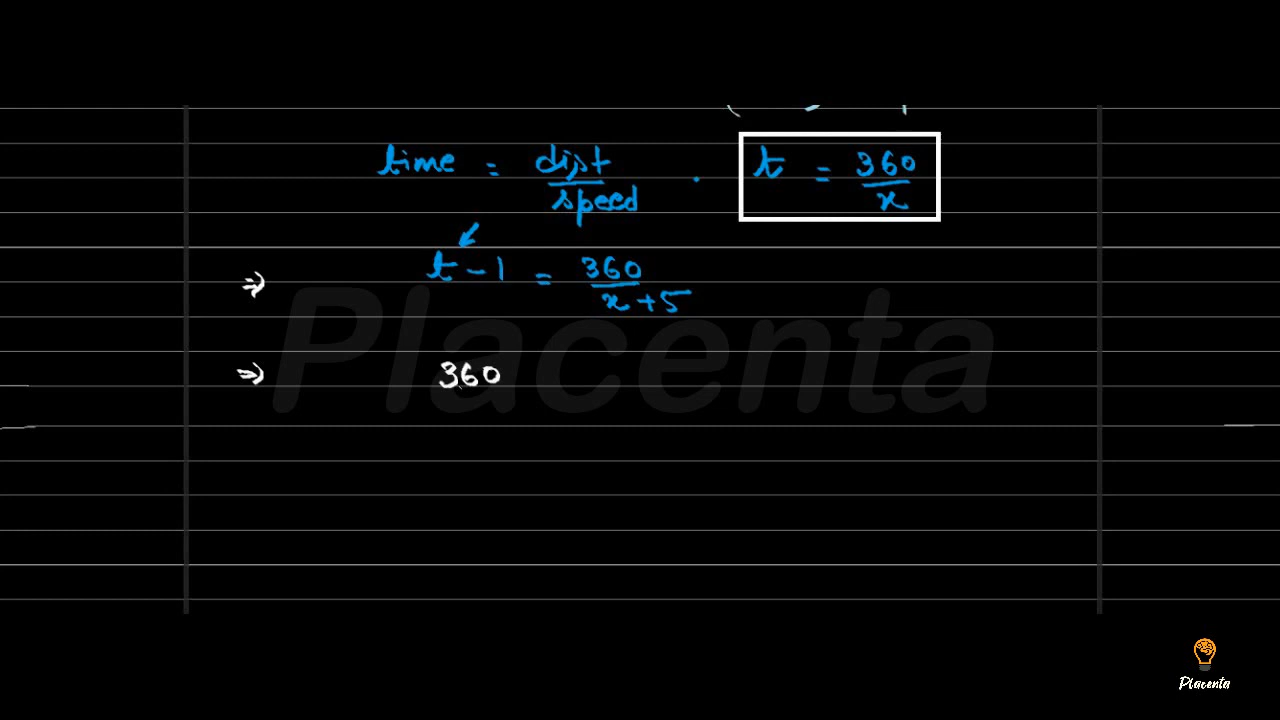 time = dist/speed . t = 360/x
⇒ t - 1 = 360/x+5
⇒ 360
Placenta
Placenta